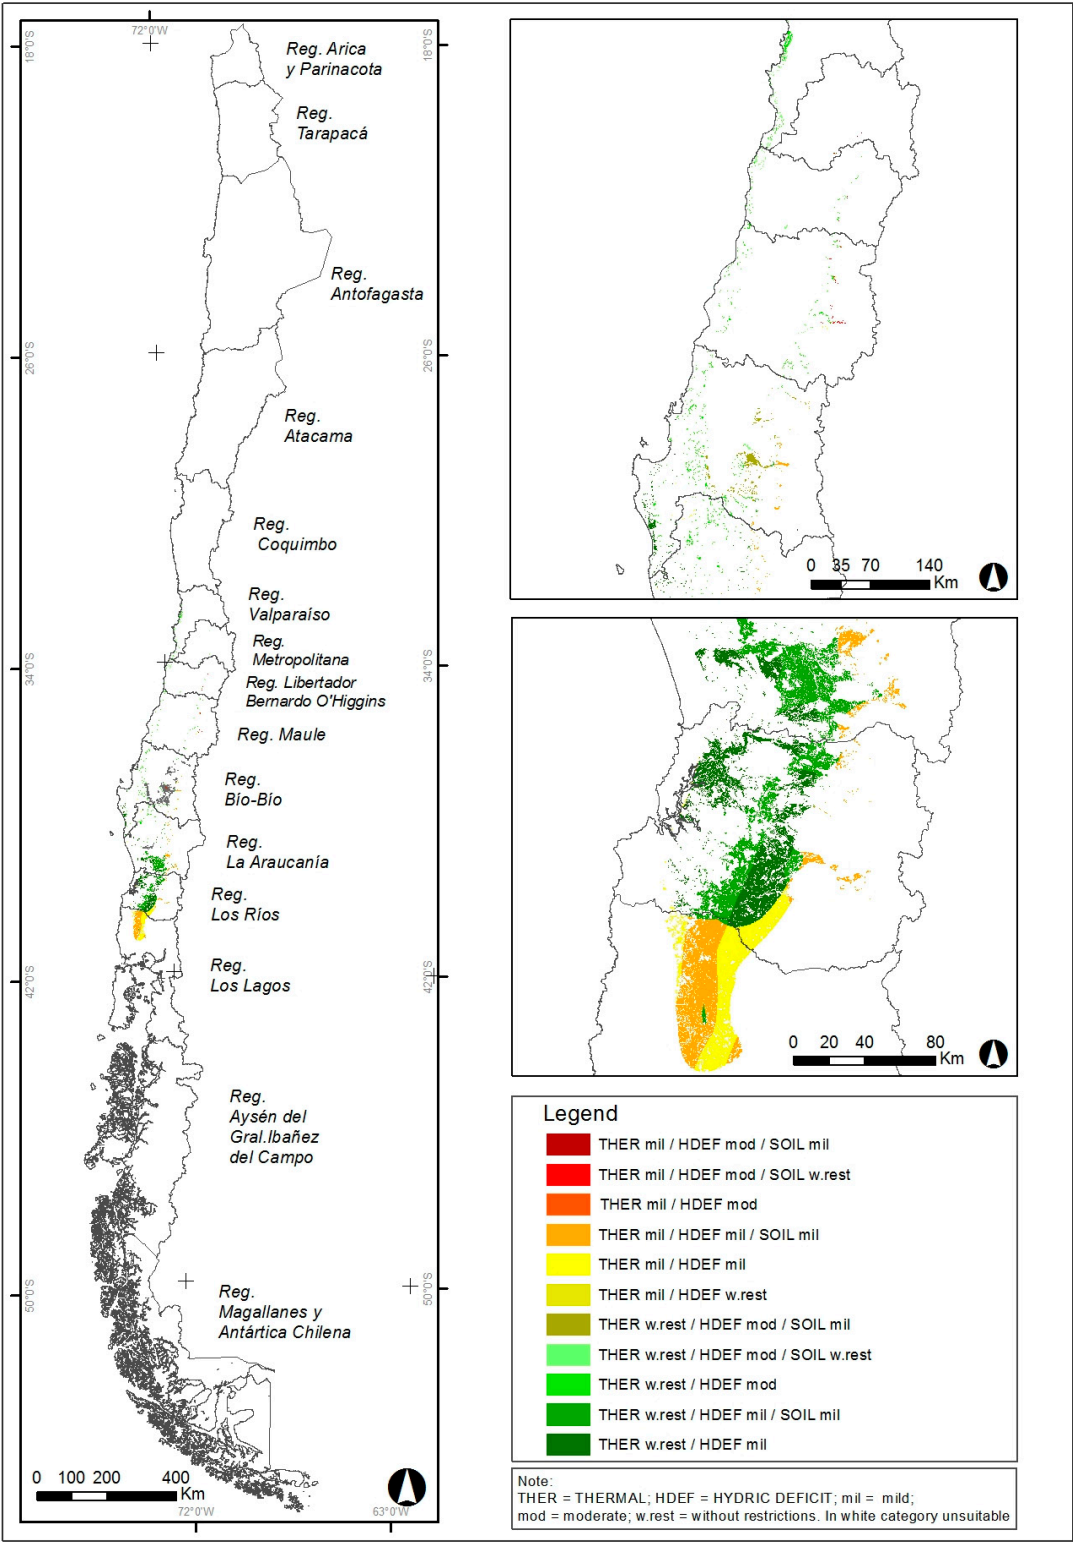 72°0'W
18°S
18°0'S
Reg. Arica
y Parinacota
Reg.
Tarapacá
Reg.
Antofagasta
26°0'S
26°0'S
Reg.
Atacama
Reg.
Coquimbo
Reg.
Valparaíso
Reg.
Metropolitana
34°0'S
34°0'S
Reg. Libertador
Bernardo O'Higgins
Reg. Maule
Reg.
Bío-Bío
Reg.
La Araucanía
Reg.
Los Ríos
Reg.
Los Lagos
42°0'S
42°0'S
Reg.
Aysén del
Gral.Ibañez
del Campo
50°0'S
50°0'S
Reg.
Magallanes y
Antártica Chilena
0 100 200 400
Km
72°0'W
63°0'W
0 35 70 140
Km
0 20 40 80
Km
Legend
THER mil / HDEF mod / SOIL mil
THER mil / HDEF mod / SOIL w.rest
THER mil / HDEF mod
THER mil / HDEF mil / SOIL mil
THER mil / HDEF mil
THER mil / HDEF w.rest
THER w.rest / HDEF mod / SOIL mil
THER w.rest / HDEF mod / SOIL w.rest
THER w.rest / HDEF mod
THER w.rest / HDEF mil / SOIL mil
THER w.rest / HDEF mil
Note:
THER = THERMAL; HDEF = HYDRIC DEFICIT; mil = mild;
mod = moderate; w.rest = without restrictions. In white category unsuitable